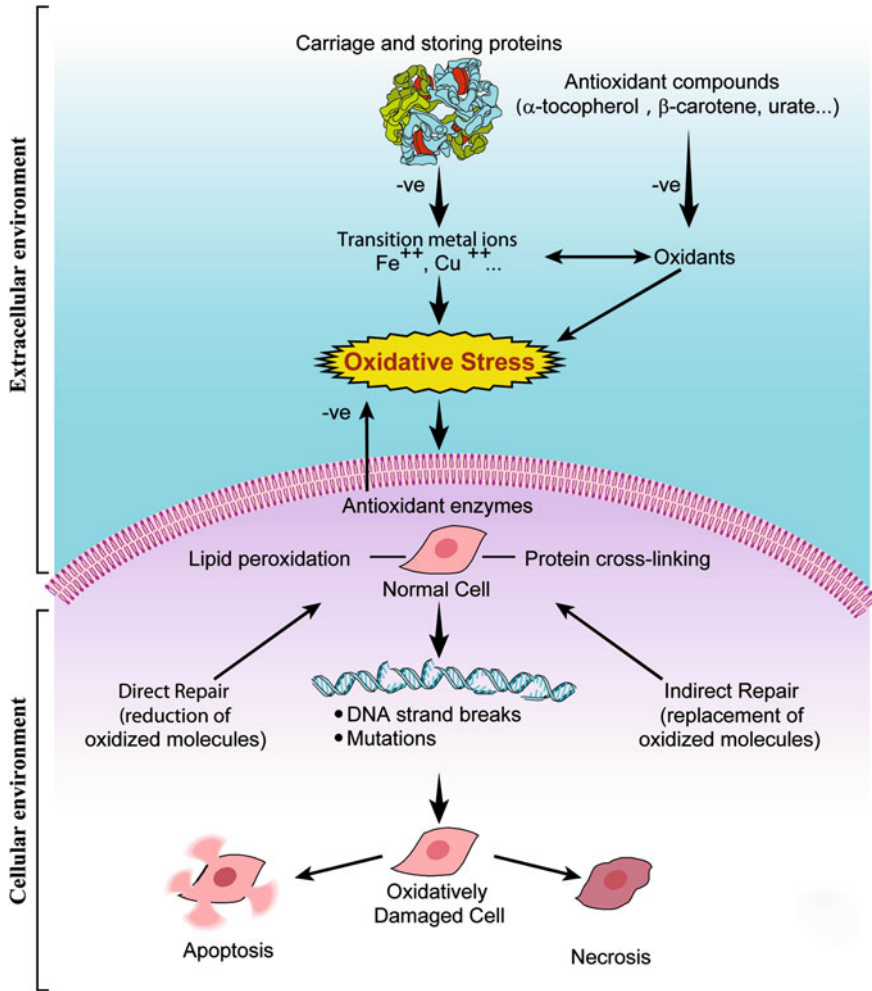 Extracellular environment
Carriage and storing proteins
Antioxidant compounds
(α-tocopherol , β-carotene, urate...)
-ve
-ve
Transition metal ions
Fe++, Cu ++...
Oxidants
Oxidative Stress
-ve
Antioxidant enzymes
Lipid peroxidation
Protein cross-linking
Normal Cell
Cellular environment
Direct Repair
(reduction of
oxidized molecules)
• DNA strand breaks
• Mutations
Indirect Repair
(replacement of
oxidized molecules)
Oxidatively
Damaged Cell
Apoptosis
Necrosis